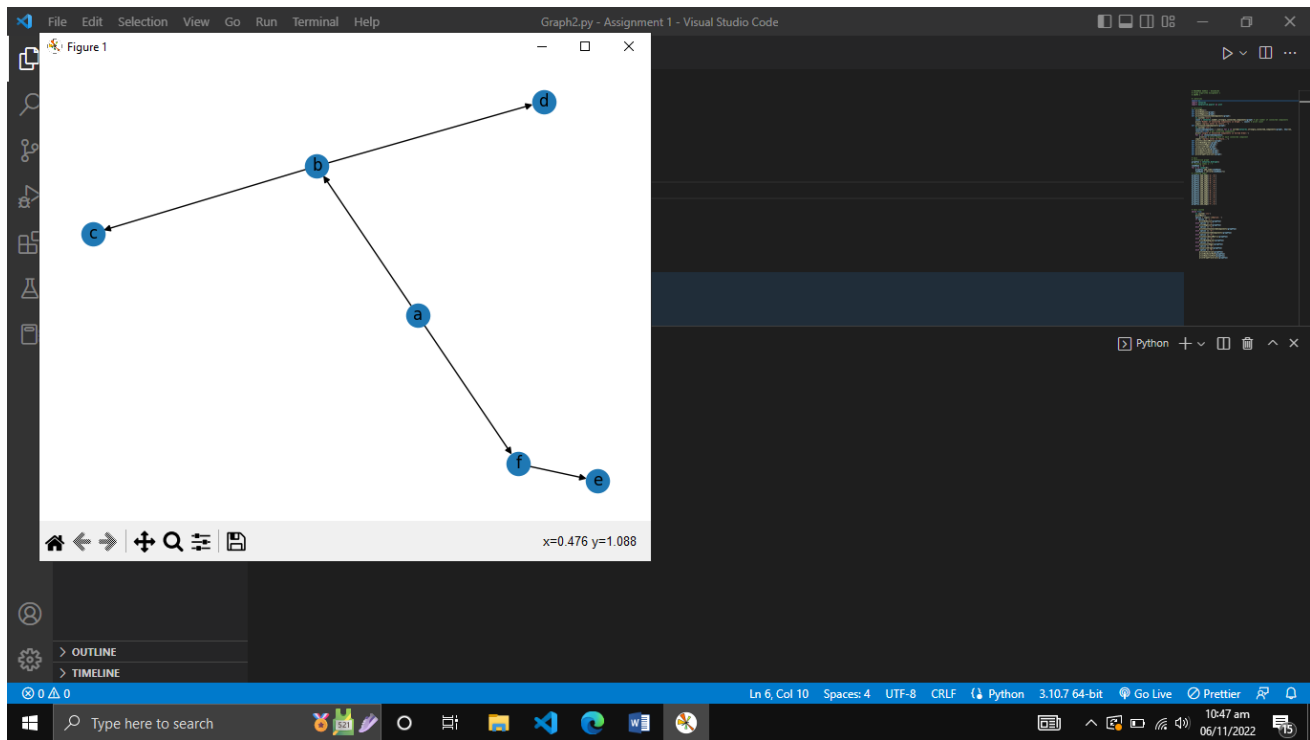 File Edit Selection View Go Run Terminal Help
Graph2.py - Assignment 1 - Visual Studio Code
Figure 1
d
b
c
a
f
e
x=0.476 y=1.088
Python
OUTLINE
TIMELINE
0 0
Ln 6, Col 10 Spaces: 4 UTF-8 CRLF Python 3.10.7 64-bit Go Live Prettier
Type here to search
521
10:47 am
06/11/2022
15